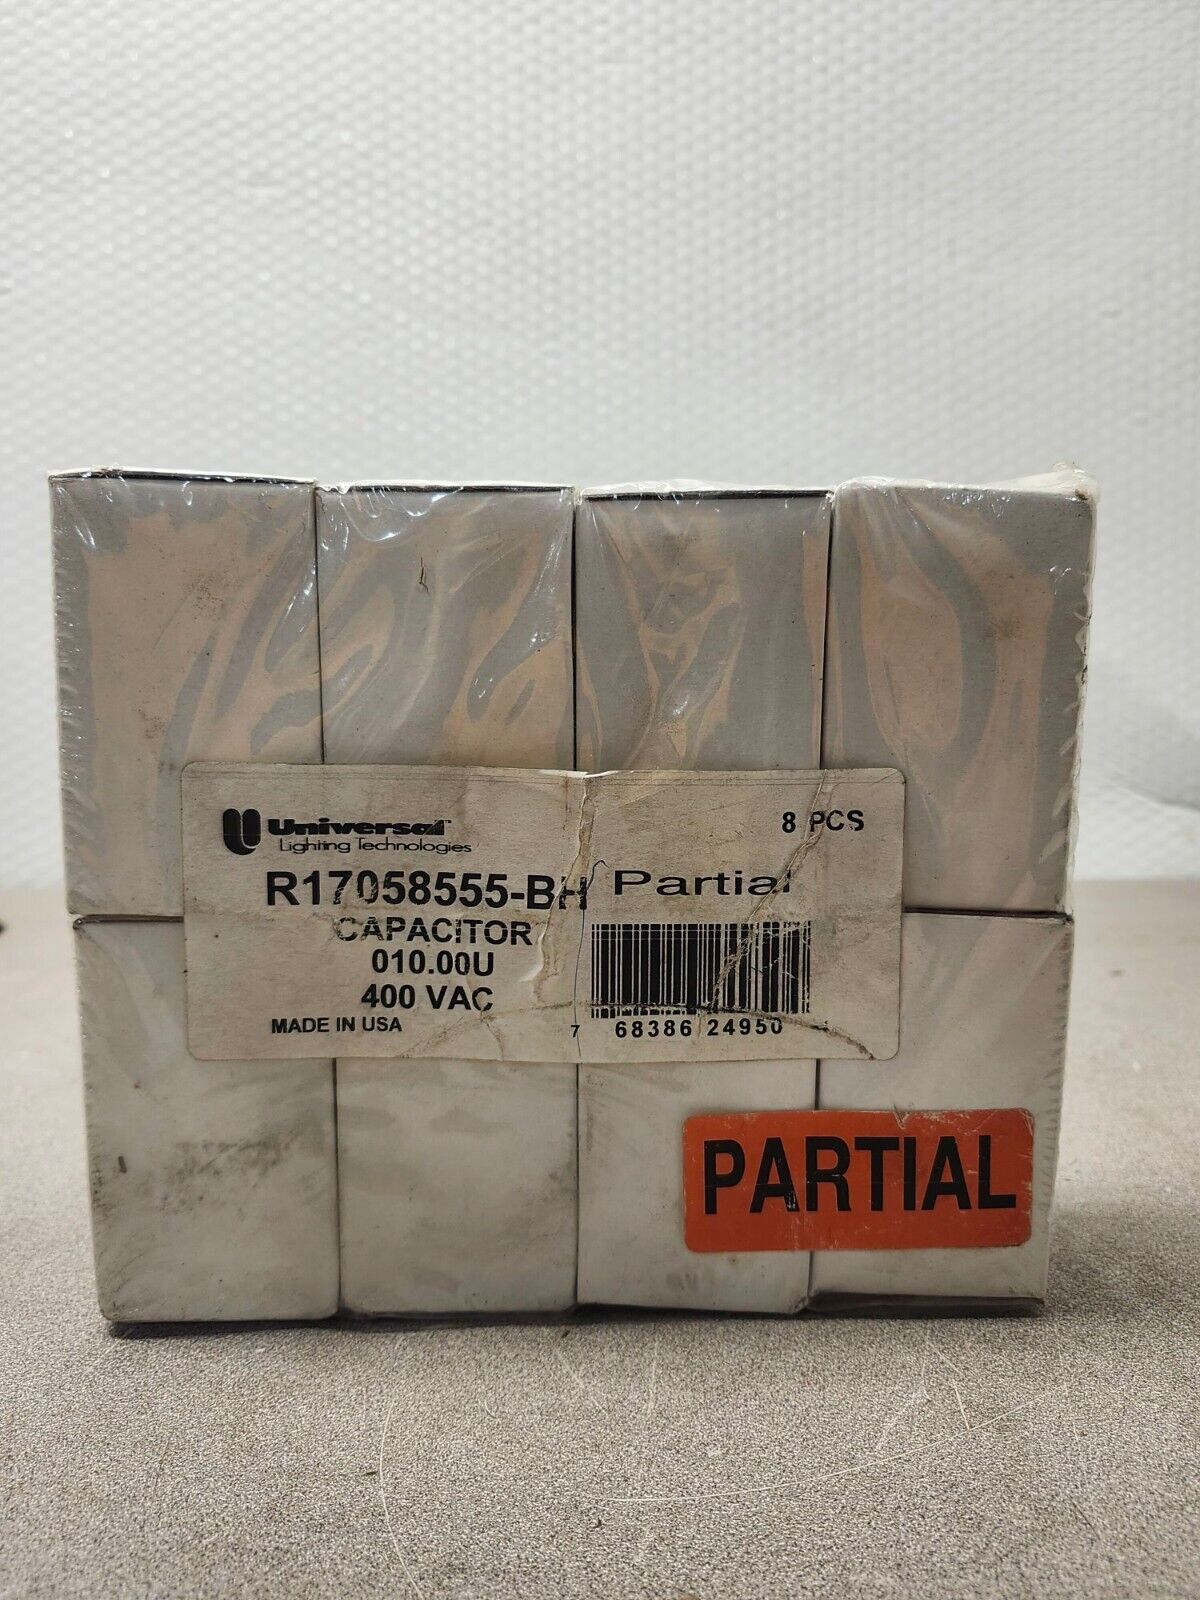 Universal™
Lighting Technologies
8 PCS
R17058555-BH Partial
CAPACITOR
010.00U
400 VAC
MADE IN USA
7 68386 24950
PARTIAL